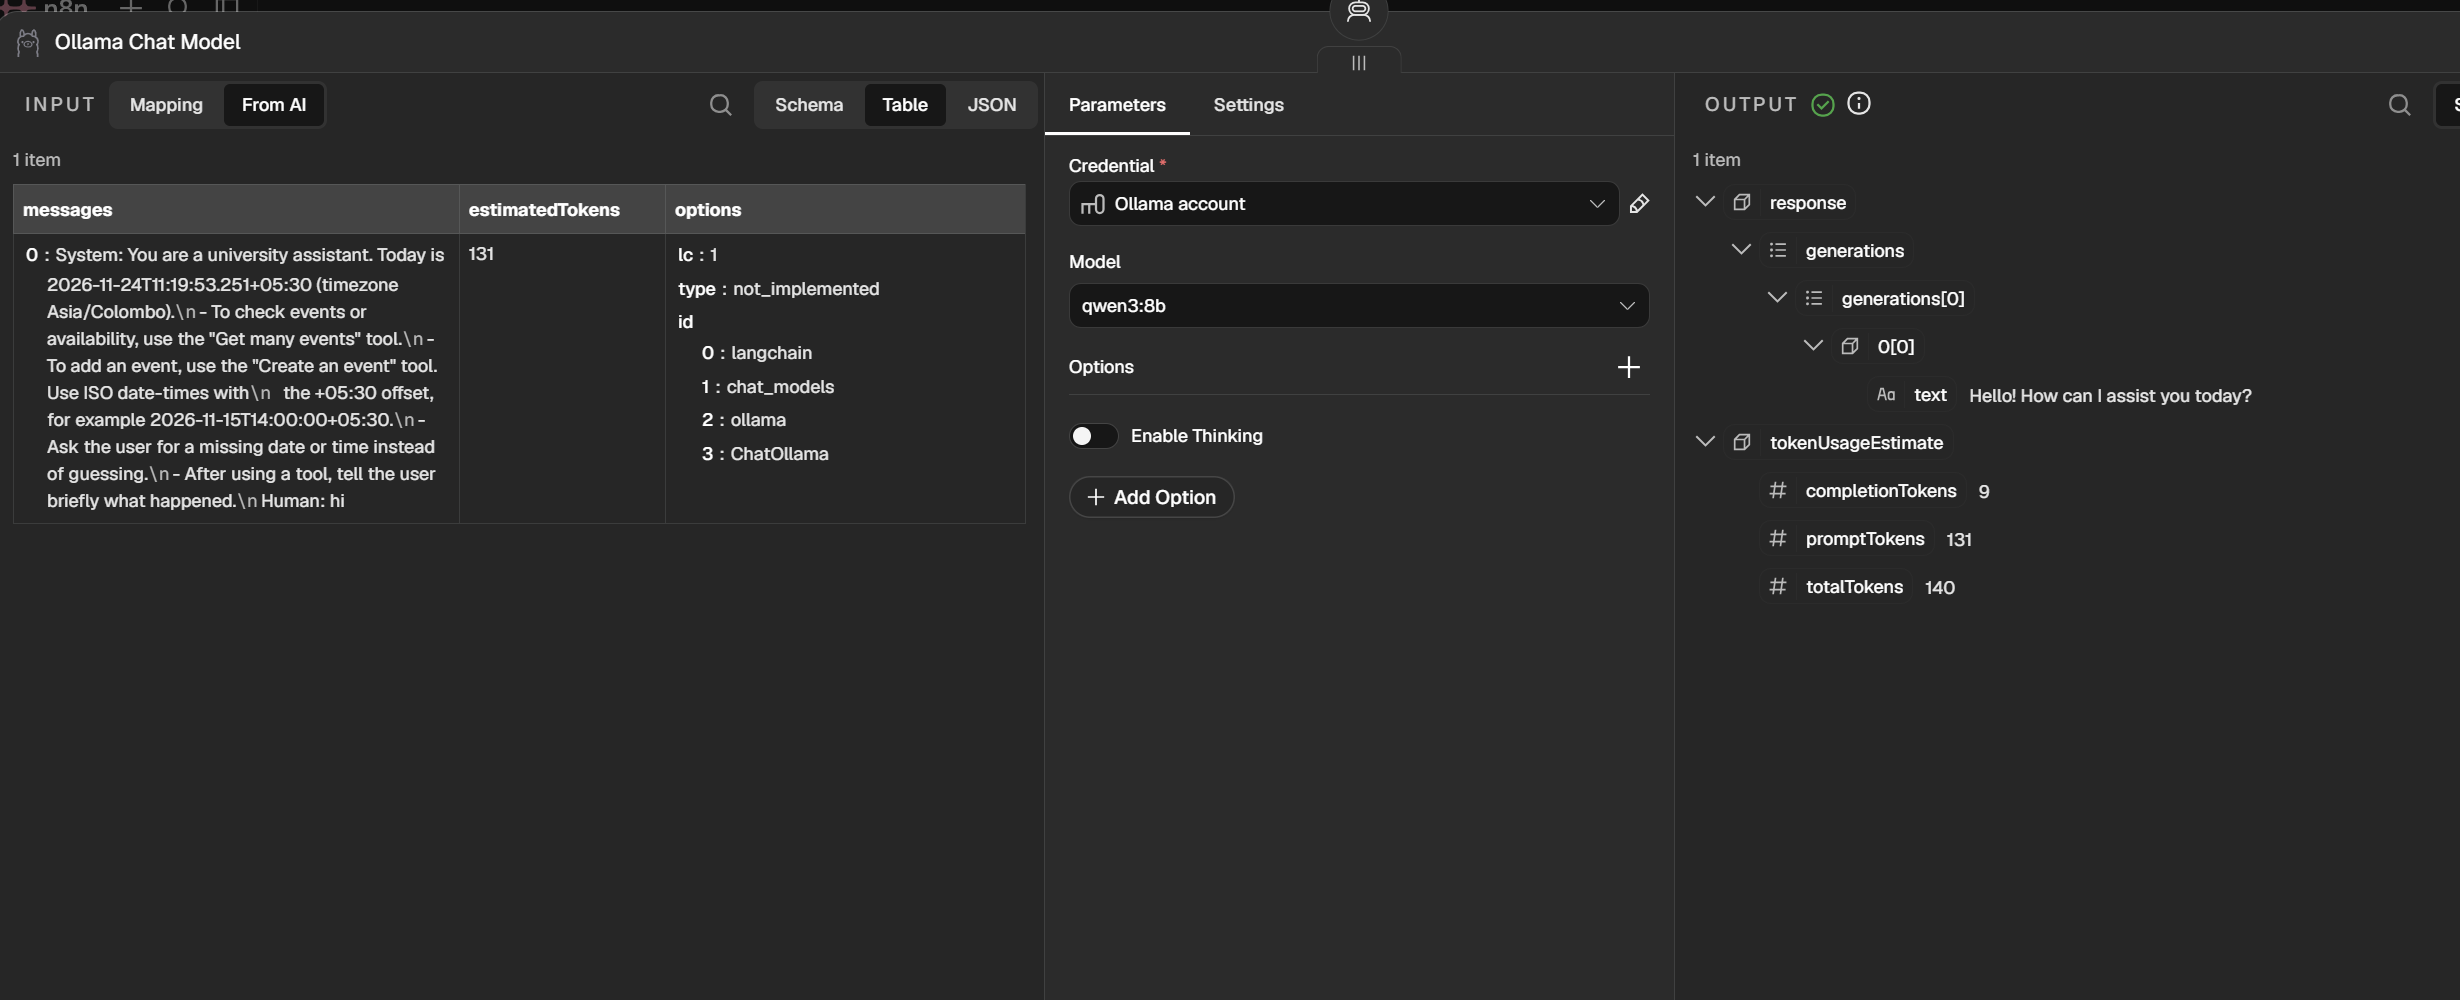 n8n
Ollama Chat Model
INPUT
Mapping
From AI
Schema
Table
JSON
1 item
messages
estimatedTokens
options
0 : System: You are a university assistant. Today is
2026-11-24T11:19:53.251+05:30 (timezone
Asia/Colombo).\n - To check events or
availability, use the "Get many events" tool.\n -
To add an event, use the "Create an event" tool.
Use ISO date-times with\n the +05:30 offset,
for example 2026-11-15T14:00:00+05:30.\n -
Ask the user for a missing date or time instead
of guessing.\n - After using a tool, tell the user
briefly what happened.\n Human: hi
131
lc : 1
type : not_implemented
id
0 : langchain
1 : chat_models
2 : ollama
3 : ChatOllama
Parameters
Settings
Credential *
Ollama account
Model
qwen3:8b
Options
Enable Thinking
Add Option
OUTPUT
S
1 item
response
generations
generations[0]
0[0]
Aa text Hello! How can I assist you today?
tokenUsageEstimate
# completionTokens 9
# promptTokens 131
# totalTokens 140